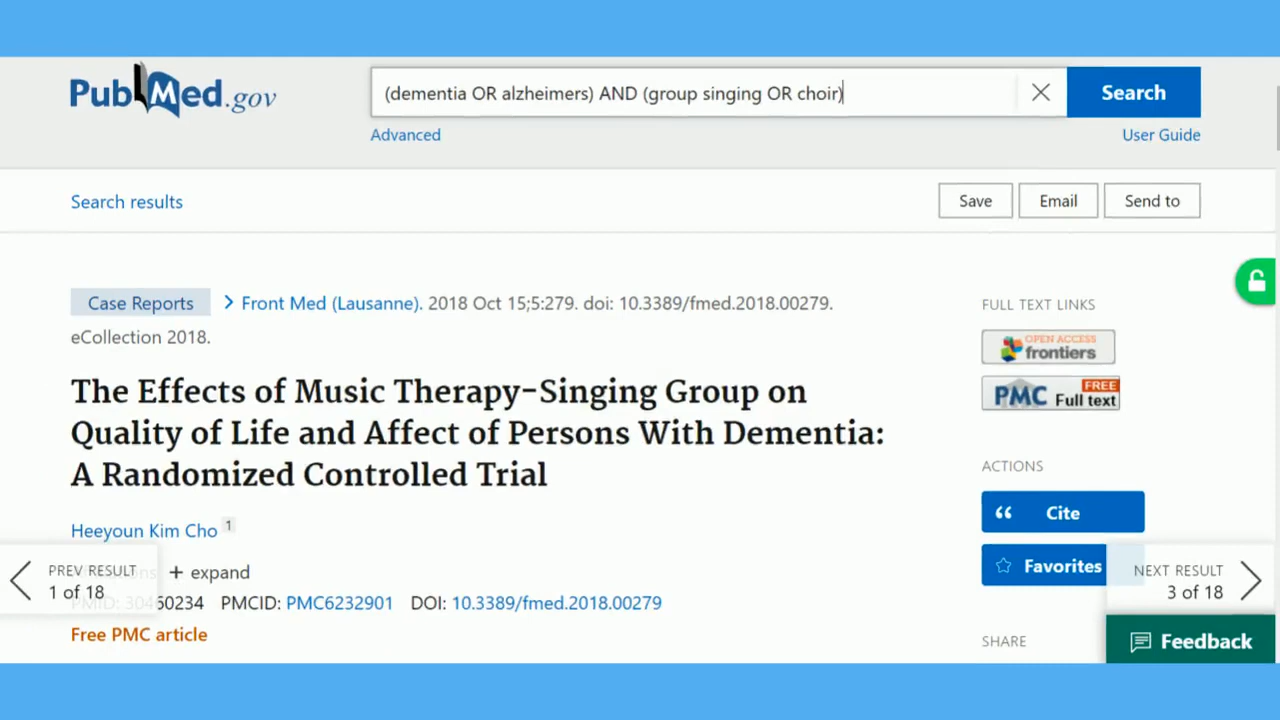 PubMed.gov
(dementia OR alzheimers) AND (group singing OR choir)
Search
Advanced
User Guide
Search results
Save
Email
Send to
Case Reports
Front Med (Lausanne). 2018 Oct 15;5:279. doi: 10.3389/fmed.2018.00279.
eCollection 2018.
The Effects of Music Therapy-Singing Group on
Quality of Life and Affect of Persons With Dementia:
A Randomized Controlled Trial
Heeyoun Kim Cho 1
+ expand
PMID: 30460234 PMCID: PMC6232901 DOI: 10.3389/fmed.2018.00279
Free PMC article
PREV RESULT
1 of 18
FULL TEXT LINKS
OPEN ACCESS
frontiers
PMC FREE
Full text
ACTIONS
Cite
Favorites
NEXT RESULT
3 of 18
SHARE
Feedback